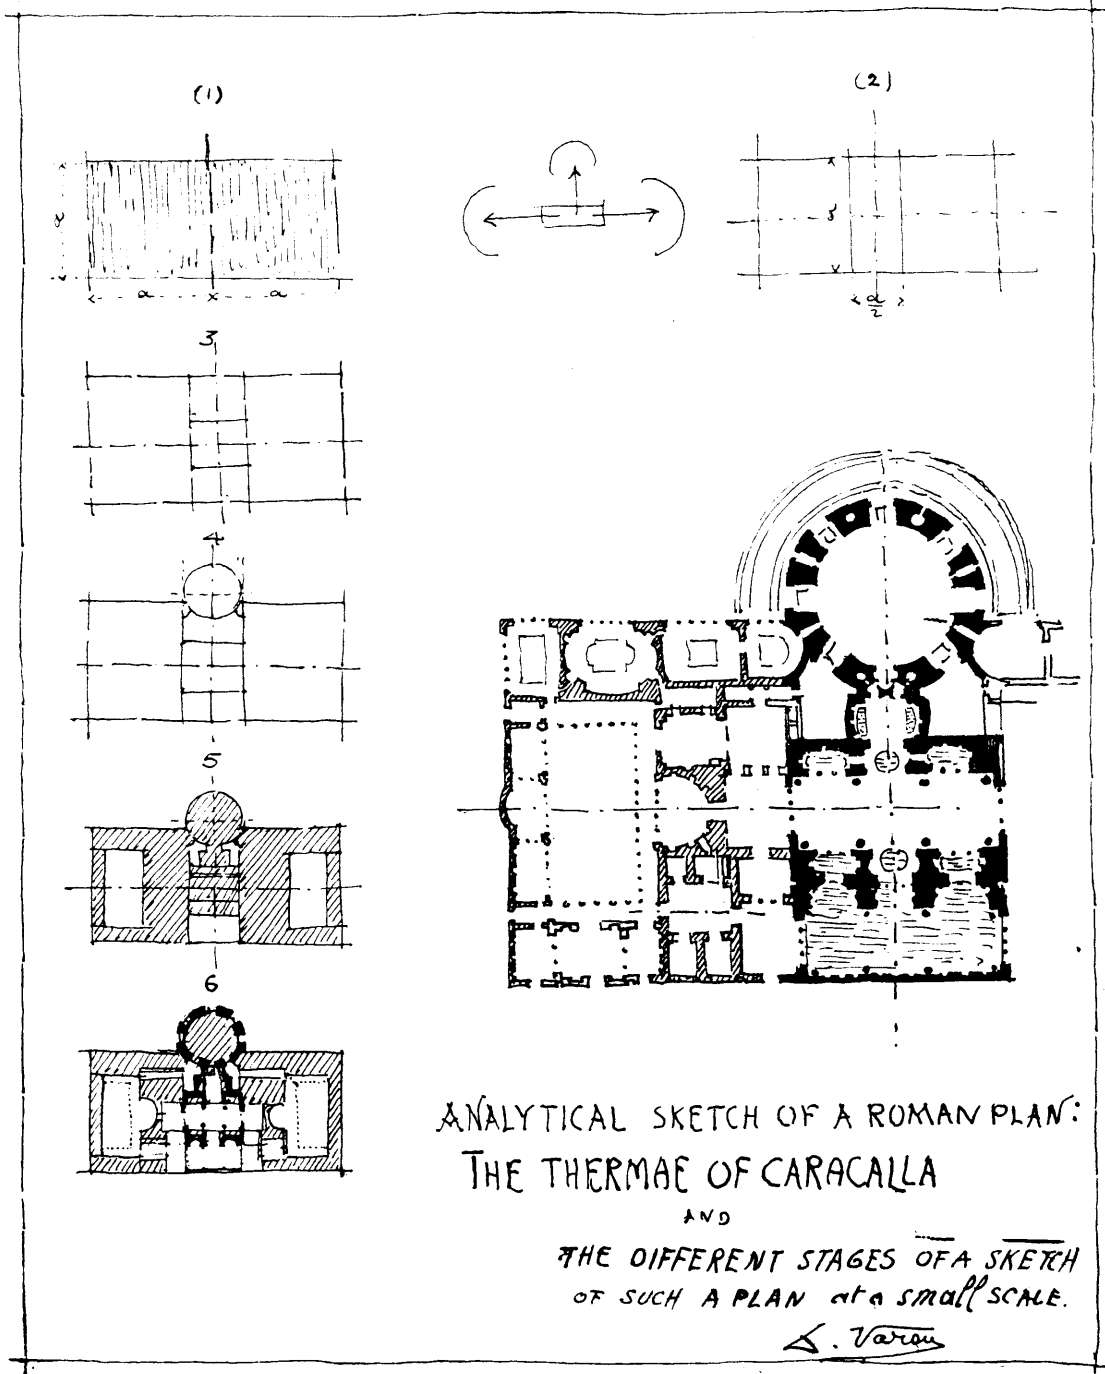 (1)
(2)
a
a
a
a
a/2
3
4
5
6
ANALYTICAL SKETCH OF A ROMAN PLAN:
THE THERMAE OF CARACALLA
AND
THE DIFFERENT STAGES OF A SKETCH
OF SUCH A PLAN at a small SCALE.